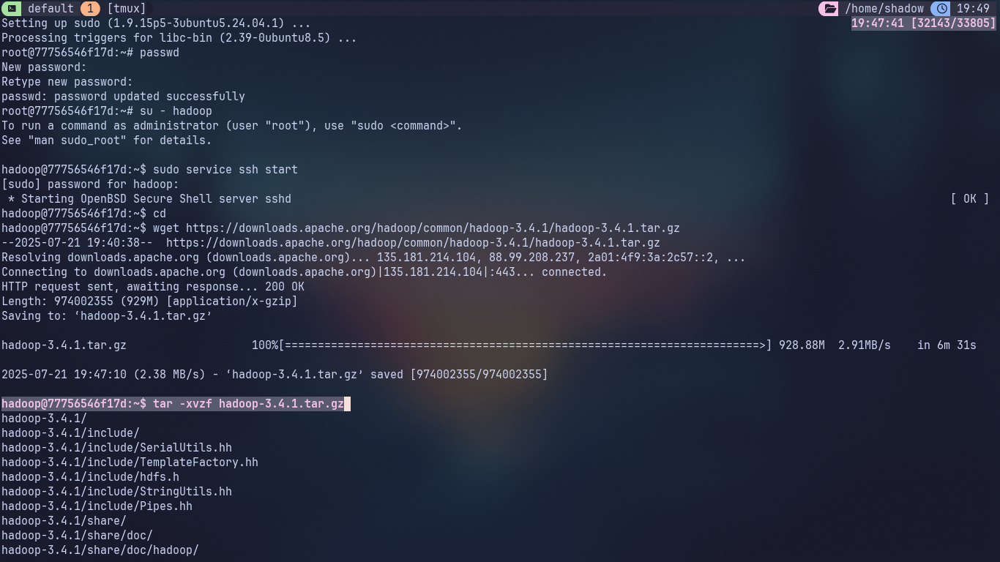 default 1 [tmux] /home/shadow 19:49
Setting up sudo (1.9.15p5-3ubuntu5.24.04.1) ... 19:47:41 [32143/33805]
Processing triggers for libc-bin (2.39-0ubuntu8.5) ...
root@77756546f17d:~# passwd
New password:
Retype new password:
passwd: password updated successfully
root@77756546f17d:~# su - hadoop
To run a command as administrator (user "root"), use "sudo <command>".
See "man sudo_root" for details.
hadoop@77756546f17d:~$ sudo service ssh start
[sudo] password for hadoop:
 * Starting OpenBSD Secure Shell server sshd [ OK ]
hadoop@77756546f17d:~$ cd
hadoop@77756546f17d:~$ wget https://downloads.apache.org/hadoop/common/hadoop-3.4.1/hadoop-3.4.1.tar.gz
--2025-07-21 19:40:38--  https://downloads.apache.org/hadoop/common/hadoop-3.4.1/hadoop-3.4.1.tar.gz
Resolving downloads.apache.org (downloads.apache.org)... 135.181.214.104, 88.99.208.237, 2a01:4f9:3a:2c57::2, ...
Connecting to downloads.apache.org (downloads.apache.org)|135.181.214.104|:443... connected.
HTTP request sent, awaiting response... 200 OK
Length: 974002355 (929M) [application/x-gzip]
Saving to: ‘hadoop-3.4.1.tar.gz’
hadoop-3.4.1.tar.gz 100%[========================================================================>] 928.88M 2.91MB/s in 6m 31s
2025-07-21 19:47:10 (2.38 MB/s) - ‘hadoop-3.4.1.tar.gz’ saved [974002355/974002355]
hadoop@77756546f17d:~$ tar -xvzf hadoop-3.4.1.tar.gz
hadoop-3.4.1/
hadoop-3.4.1/include/
hadoop-3.4.1/include/SerialUtils.hh
hadoop-3.4.1/include/TemplateFactory.hh
hadoop-3.4.1/include/hdfs.h
hadoop-3.4.1/include/StringUtils.hh
hadoop-3.4.1/include/Pipes.hh
hadoop-3.4.1/share/
hadoop-3.4.1/share/doc/
hadoop-3.4.1/share/doc/hadoop/